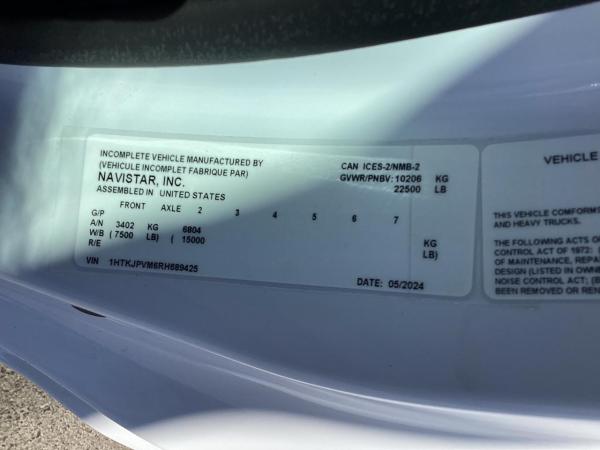 INCOMPLETE VEHICLE MANUFACTURED BY
(VEHICULE INCOMPLET FABRIQUE PAR)
NAVISTAR, INC.
ASSEMBLED IN UNITED STATES
CAN ICES-2/NMB-2
GVWR/PNBV: 10206 KG
22500 LB
FRONT AXLE 2 3 4 5 6 7
G/P
A/N 3402 KG 6804 KG
W/B ( 7500 LB) ( 15000 LB)
R/E
VIN 1HTKJPVM6RH689425
DATE: 05/2024
VEHICLE
THIS VEHICLE CONFORMS
AND HEAVY TRUCKS.
THE FOLLOWING ACTS O
CONTROL ACT OF 1972: (
OF MAINTENANCE, REPA
DESIGN (LISTED IN OWNE
NOISE CONTROL ACT; (B
BEEN REMOVED OR REN